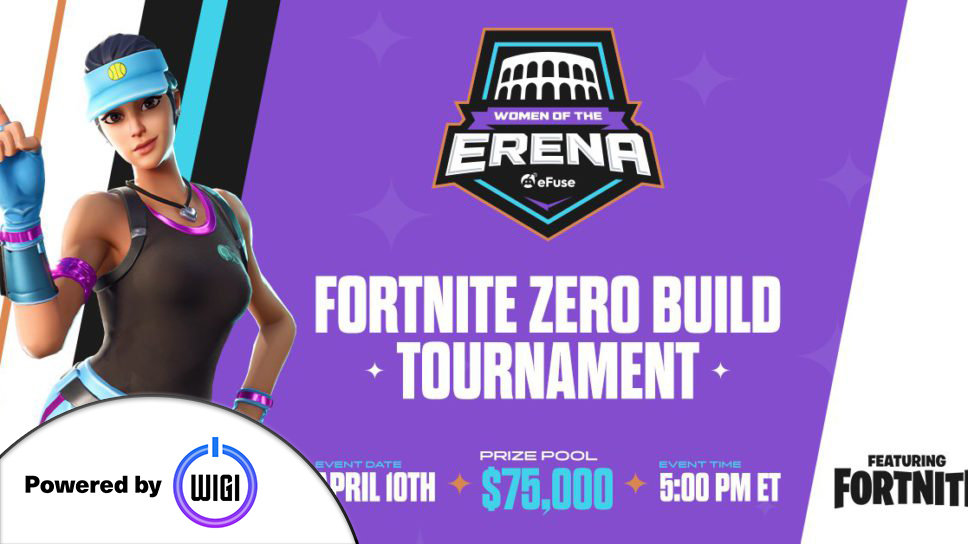 WOMEN OF THE
ERENA
eFuse
FORTNITE ZERO BUILD
TOURNAMENT
EVENT DATE
APRIL 10TH
PRIZE POOL
$75,000
EVENT TIME
5:00 PM ET
Powered by
WIGI
FEATURING
FORTNITE